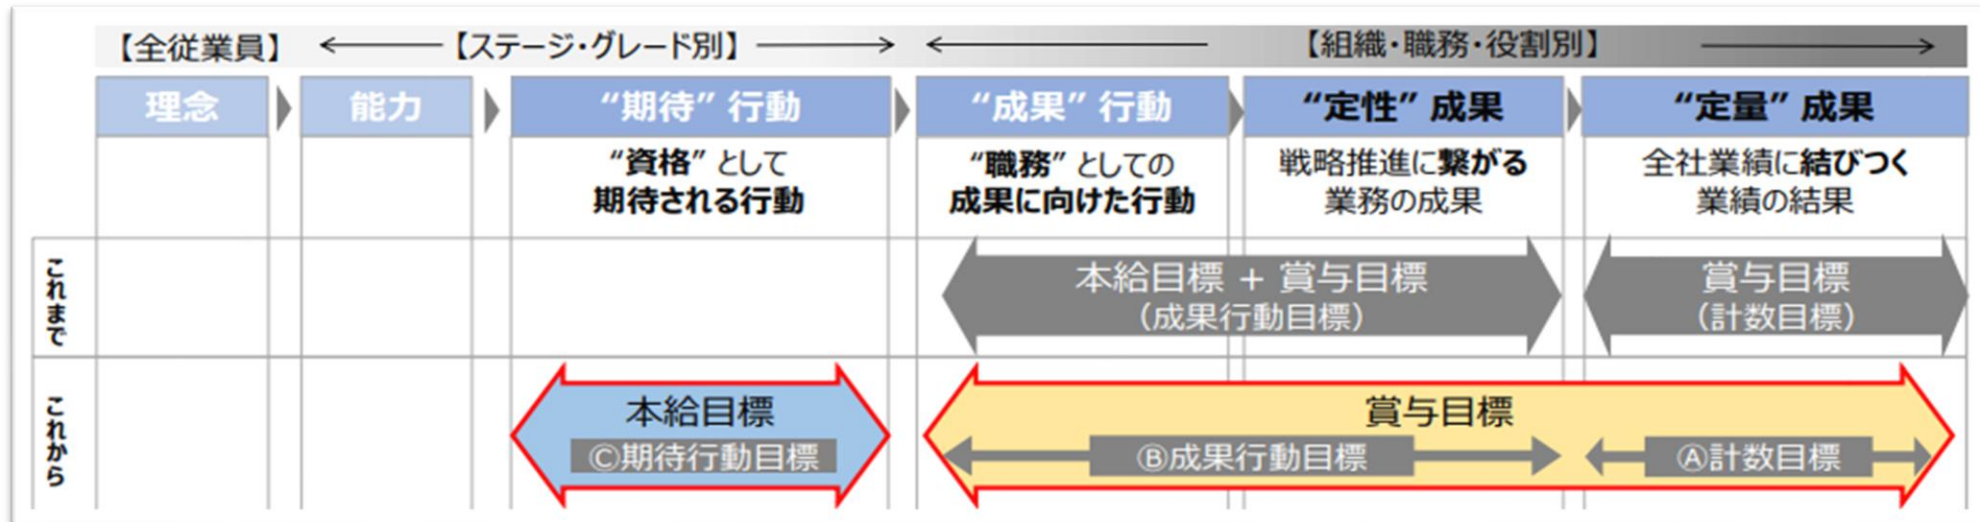 【全従業員】 【ステージ・グレード別】 【組織・職務・役割別】
理念 能力 “期待” 行動 “成果” 行動 “定性” 成果 “定量” 成果
“資格” として
期待される行動
“職務” としての
成果に向けた行動
戦略推進に繋がる
業務の成果
全社業績に結びつく
業績の結果
これまで
本給目標 + 賞与目標
（成果行動目標）
賞与目標
（計数目標）
これから
本給目標
Ⓒ期待行動目標
賞与目標
Ⓑ成果行動目標 Ⓐ計数目標